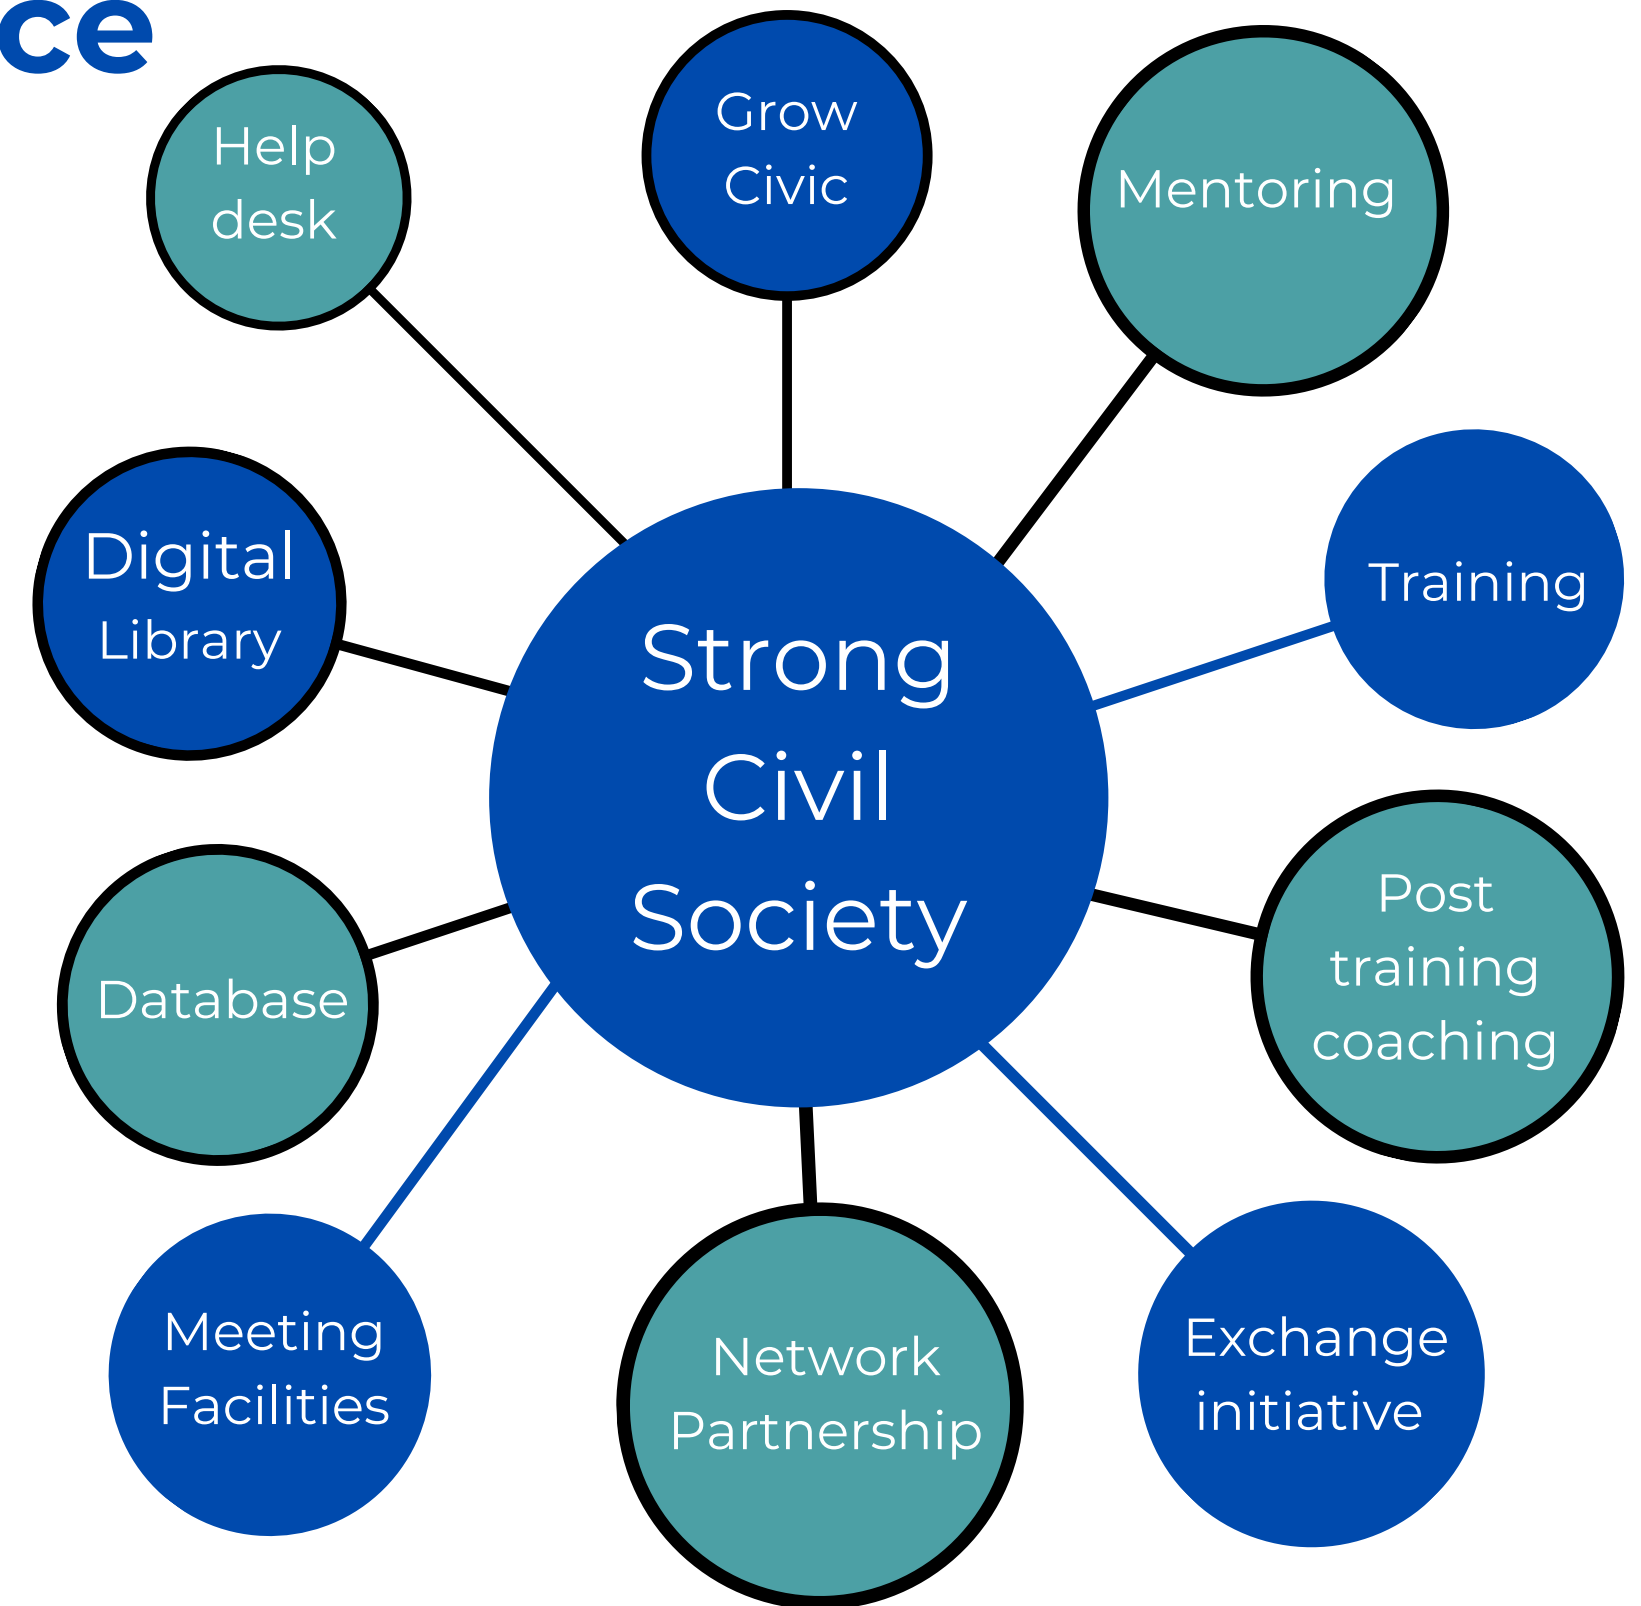 ce
Help
desk
Grow
Civic
Mentoring
Digital
Library
Training
Strong
Civil
Society
Database
Post
training
coaching
Meeting
Facilities
Network
Partnership
Exchange
initiative